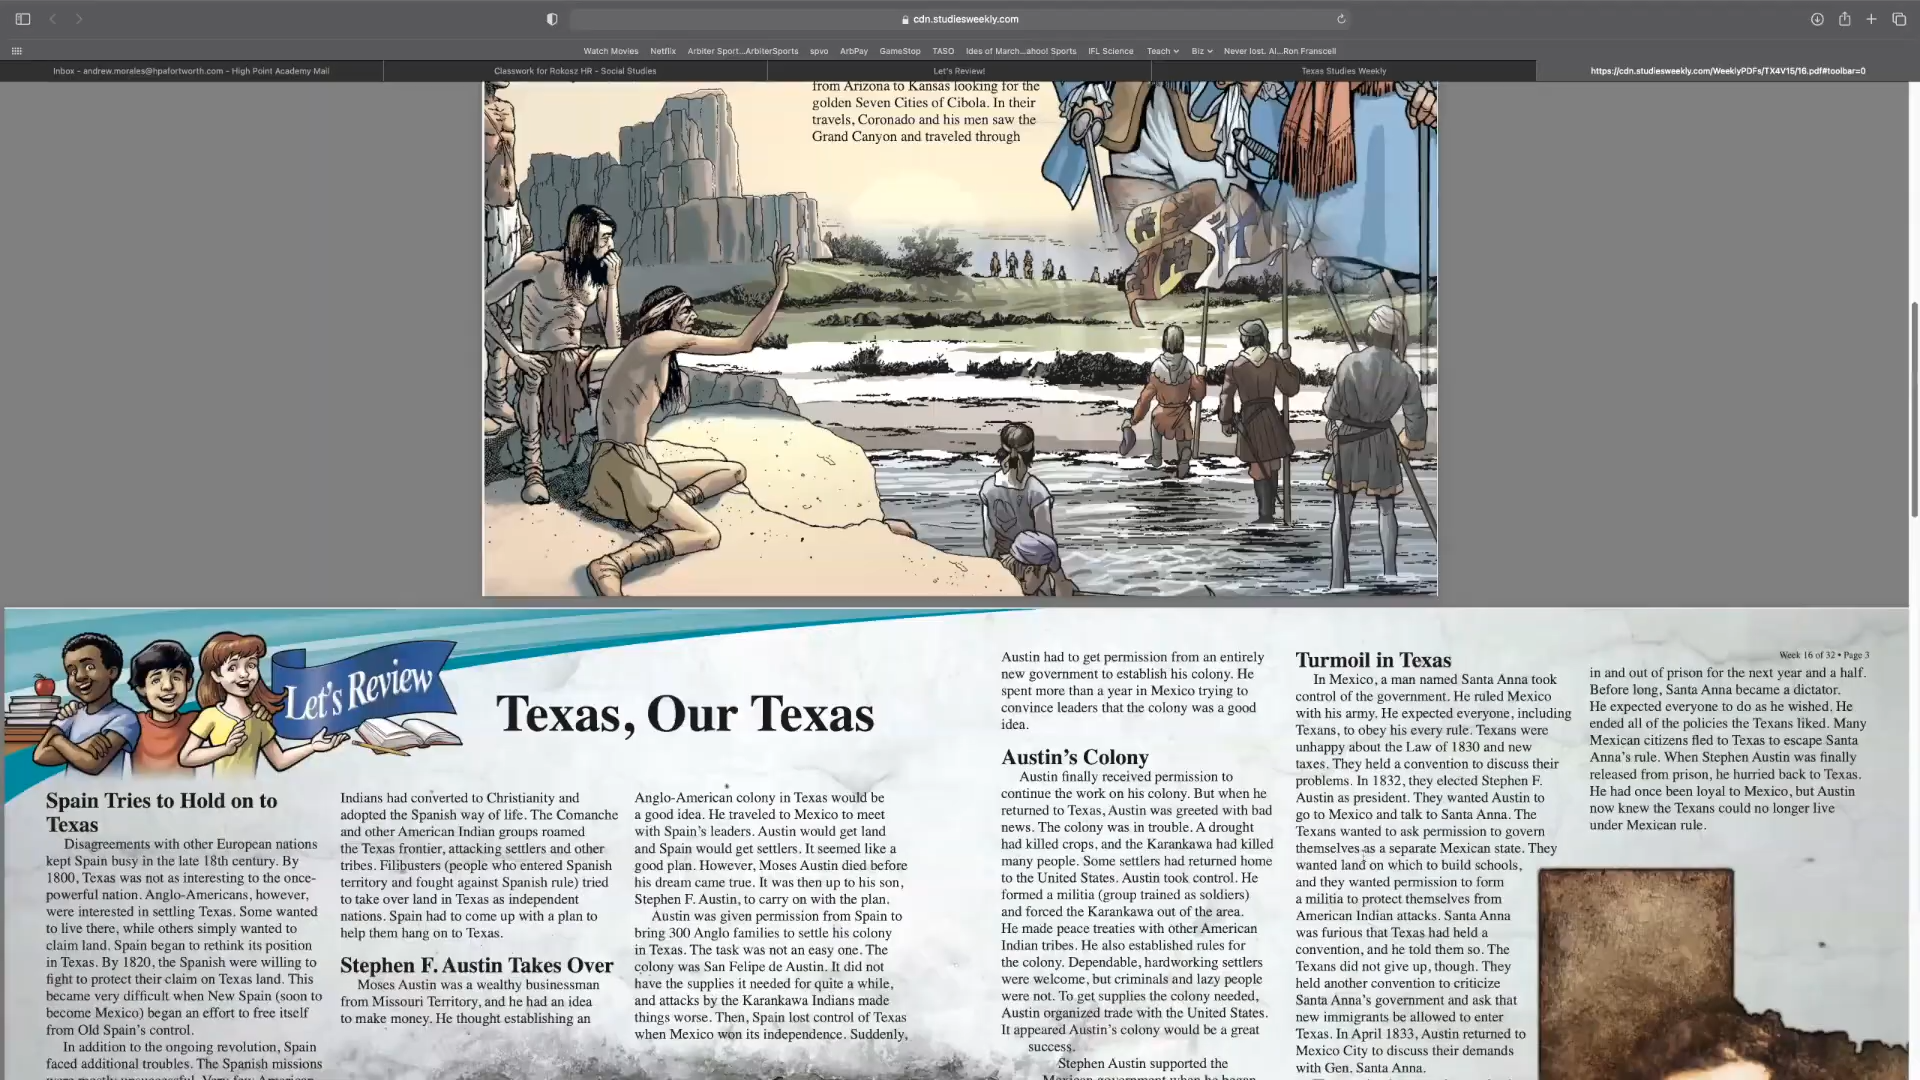 cdn.studiesweekly.com
Watch Movies Netflix Arbiter Sport...ArbiterSports spvo ArbPay GameStop TASO Ides of March...ahoo! Sports IFL Science Teach Biz Never lost. Al...Ron Franscell
Inbox – andrew.morales@hpafortworth.com – High Point Academy Mail
Classwork for Rokosz HR - Social Studies
Let's Review!
Texas Studies Weekly
https://cdn.studiesweekly.com/WeeklyPDFs/TX4V15/16.pdf#toolbar=0
from Arizona to Kansas looking for the
golden Seven Cities of Cibola. In their
travels, Coronado and his men saw the
Grand Canyon and traveled through
Let's Review
Texas, Our Texas
Spain Tries to Hold on to
Texas
Disagreements with other European nations
kept Spain busy in the late 18th century. By
1800, Texas was not as interesting to the once-
powerful nation. Anglo-Americans, however,
were interested in settling Texas. Some wanted
to live there, while others simply wanted to
claim land. Spain began to rethink its position
in Texas. By 1820, the Spanish were willing to
fight to protect their claim on Texas land. This
became very difficult when New Spain (soon to
become Mexico) began an effort to free itself
from Old Spain's control.
In addition to the ongoing revolution, Spain
faced additional troubles. The Spanish missions
were mostly unsuccessful. Very few American
Indians had converted to Christianity and
adopted the Spanish way of life. The Comanche
and other American Indian groups roamed
the Texas frontier, attacking settlers and other
tribes. Filibusters (people who entered Spanish
territory and fought against Spanish rule) tried
to take over land in Texas as independent
nations. Spain had to come up with a plan to
help them hang on to Texas.
Stephen F. Austin Takes Over
Moses Austin was a wealthy businessman
from Missouri Territory, and he had an idea
to make money. He thought establishing an
Anglo-American colony in Texas would be
a good idea. He traveled to Mexico to meet
with Spain's leaders. Austin would get land
and Spain would get settlers. It seemed like a
good plan. However, Moses Austin died before
his dream came true. It was then up to his son,
Stephen F. Austin, to carry on with the plan.
Austin was given permission from Spain to
bring 300 Anglo families to settle his colony
in Texas. The task was not an easy one. The
colony was San Felipe de Austin. It did not
have the supplies it needed for quite a while,
and attacks by the Karankawa Indians made
things worse. Then, Spain lost control of Texas
when Mexico won its independence. Suddenly,
Austin had to get permission from an entirely
new government to establish his colony. He
spent more than a year in Mexico trying to
convince leaders that the colony was a good
idea.
Austin's Colony
Austin finally received permission to
continue the work on his colony. But when he
returned to Texas, Austin was greeted with bad
news. The colony was in trouble. A drought
had killed crops, and the Karankawa had killed
many people. Some settlers had returned home
to the United States. Austin took control. He
formed a militia (group trained as soldiers)
and forced the Karankawa out of the area.
He made peace treaties with other American
Indian tribes. He also established rules for
the colony. Dependable, hardworking settlers
were welcome, but criminals and lazy people
were not. To get supplies the colony needed,
Austin organized trade with the United States.
It appeared Austin's colony would be a great
success.
Stephen Austin supported the
Mexican government when he began
Turmoil in Texas
In Mexico, a man named Santa Anna took
control of the government. He ruled Mexico
with his army. He expected everyone, including
Texans, to obey his every rule. Texans were
unhappy about the Law of 1830 and new
taxes. They held a convention to discuss their
problems. In 1832, they elected Stephen F.
Austin as president. They wanted Austin to
go to Mexico and talk to Santa Anna. The
Texans wanted to ask permission to govern
themselves as a separate Mexican state. They
wanted land on which to build schools,
and they wanted permission to form
a militia to protect themselves from
American Indian attacks. Santa Anna
was furious that Texas had held a
convention, and he told them so. The
Texans did not give up, though. They
held another convention to criticize
Santa Anna's government and ask that
new immigrants be allowed to enter
Texas. In April 1833, Austin returned to
Mexico City to discuss their demands
with Gen. Santa Anna.
Week 16 of 32 • Page 3
in and out of prison for the next year and a half.
Before long, Santa Anna became a dictator.
He expected everyone to do as he wished. He
ended all of the policies the Texans liked. Many
Mexican citizens fled to Texas to escape Santa
Anna's rule. When Stephen Austin was finally
released from prison, he hurried back to Texas.
He had once been loyal to Mexico, but Austin
now knew the Texans could no longer live
under Mexican rule.